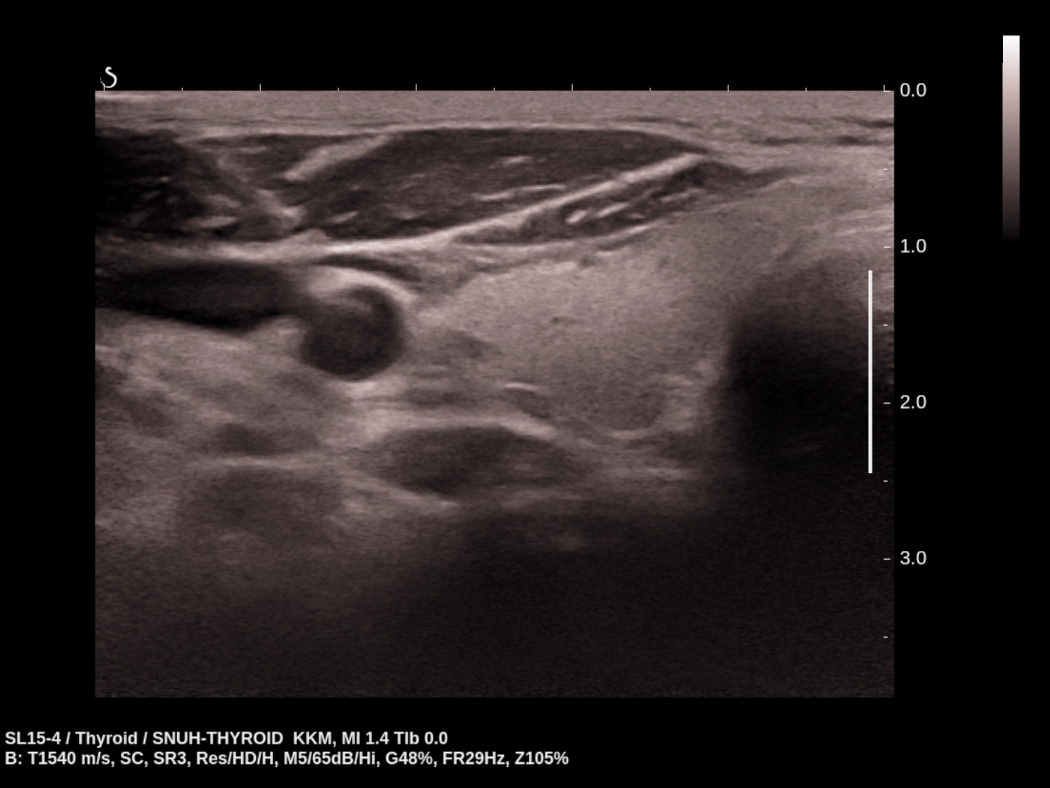 0.0
1.0
2.0
3.0
SL15-4 / Thyroid / SNUH-THYROID KKM, MI 1.4 TIb 0.0
B: T1540 m/s, SC, SR3, Res/HD/H, M5/65dB/Hi, G48%, FR29Hz, Z105%